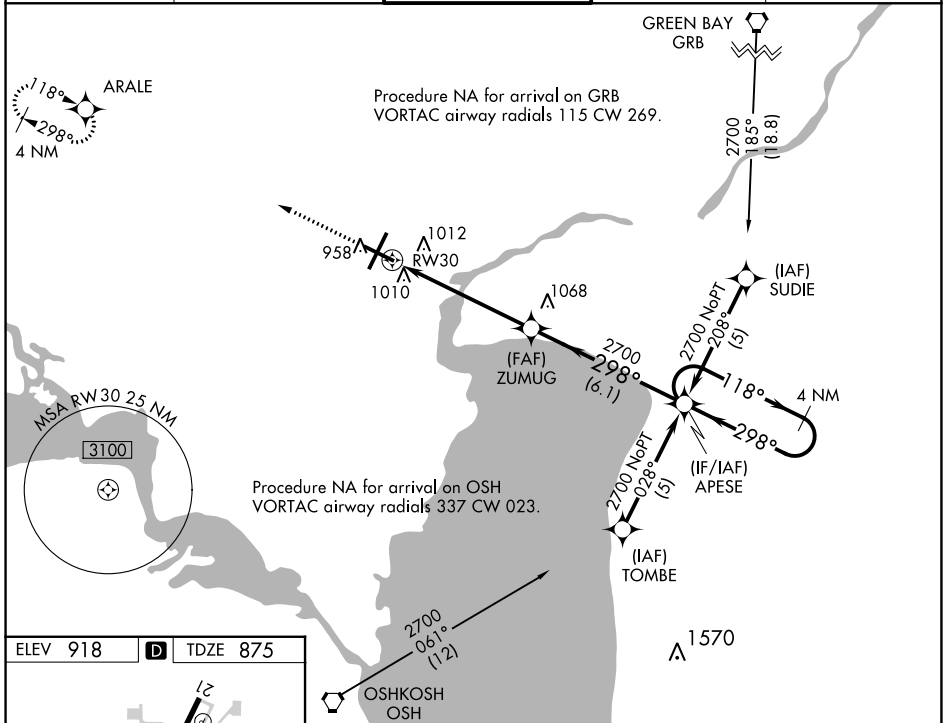 GREEN BAY
GRB
ARALE
118°
298°
4 NM
Procedure NA for arrival on GRB
VORTAC airway radials 115 CW 269.
2700
185°
(18.8)
958
1012
RW30
1010
1068
(IAF)
SUDIE
2700 NoPT
208°
(5)
(FAF)
ZUMUG
2700
298°
(6.1)
118°
4 NM
298°
(IF/IAF)
APESE
MSA RW30 25 NM
3100
2700 NoPT
028°
(5)
Procedure NA for arrival on OSH
VORTAC airway radials 337 CW 023.
(IAF)
TOMBE
2700
061°
(12)
1570
ELEV 918 D TDZE 875
21
OSHKOSH
OSH